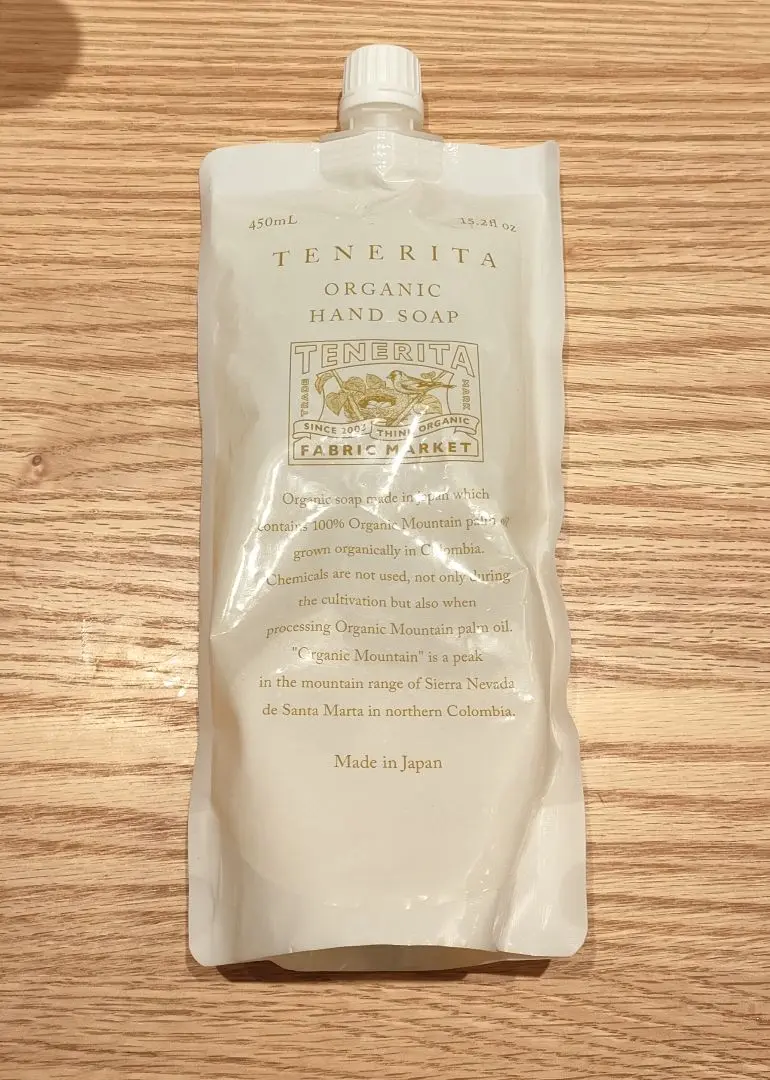 450mL 15.2fl oz
TENERITA
ORGANIC
HAND SOAP
TENERITA
TRADE MARK
SINCE 2003 THINK ORGANIC
FABRIC MARKET
Organic soap made in Japan which
contains 100% Organic Mountain palm
grown organically in Colombia.
Chemicals are not used, not only during
the cultivation but also when
processing Organic Mountain palm oil.
"Organic Mountain" is a peak
in the mountain range of Sierra Nevada
de Santa Marta in northern Colombia.
Made in Japan